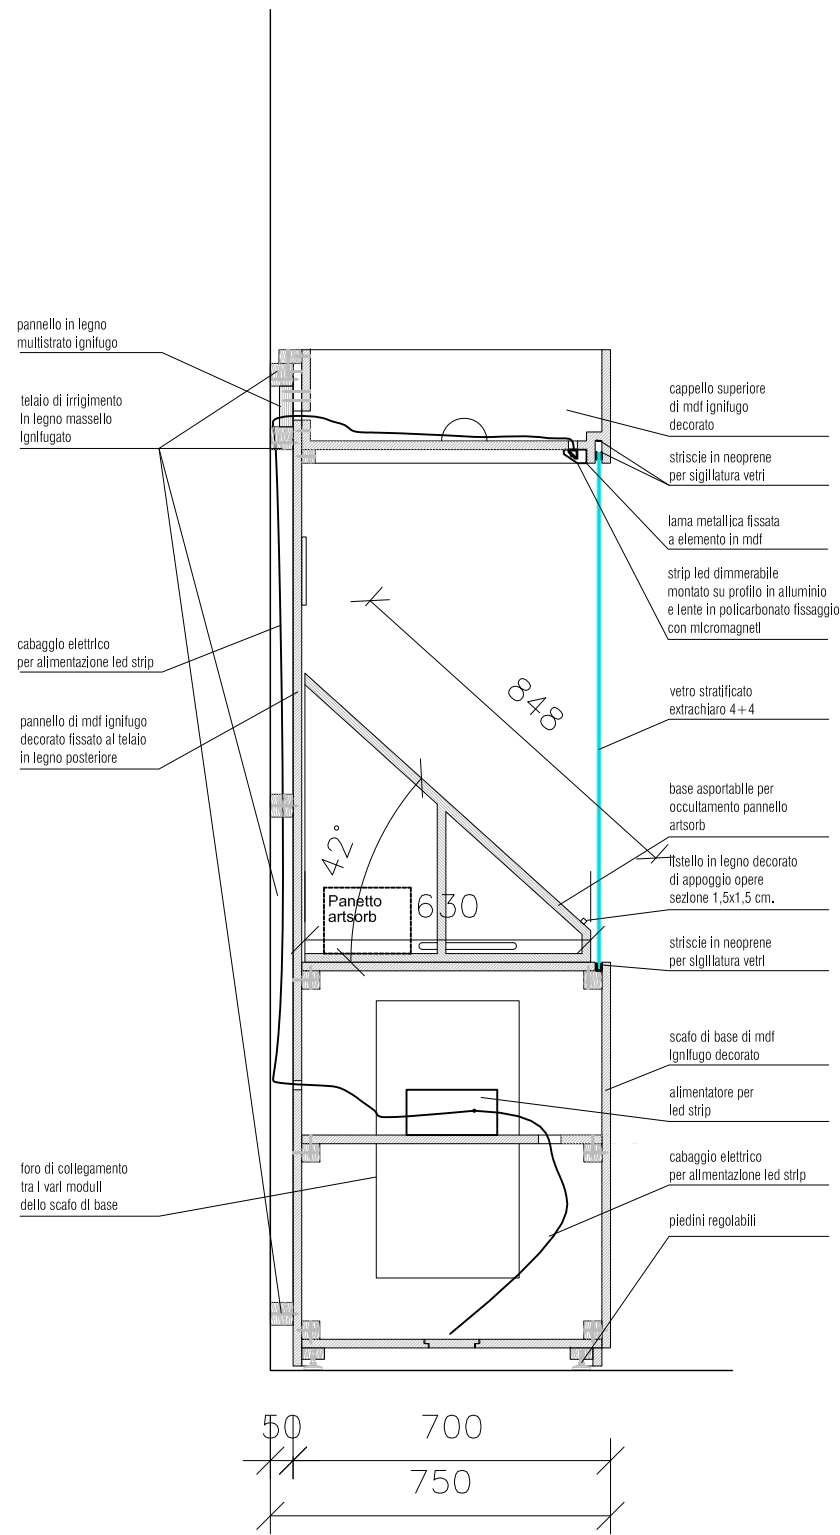 pannello in legno
multistrato ignifugo
telaio di irrigimento
in legno massello
ignifugato
cabaggio elettrico
per alimentazione led strip
pannello di mdf ignifugo
decorato fissato al telaio
in legno posteriore
foro di collegamento
tra i vari moduli
dello scafo di base
cappello superiore
di mdf ignifugo
decorato
striscie in neoprene
per sigillatura vetri
lama metallica fissata
a elemento in mdf
strip led dimmerabile
montato su profilo in alluminio
e lente in policarbonato fissaggio
con micromagneti
vetro stratificato
extrachiaro 4+4
base asportabile per
occultamento pannello
artsorb
listello in legno decorato
di appoggio opere
sezione 1,5x1,5 cm.
striscie in neoprene
per sigillatura vetri
scafo di base di mdf
ignifugo decorato
alimentatore per
led strip
cabaggio elettrico
per alimentazione led strip
piedini regolabili
848
42°
Panetto
artsorb
630
50
700
750